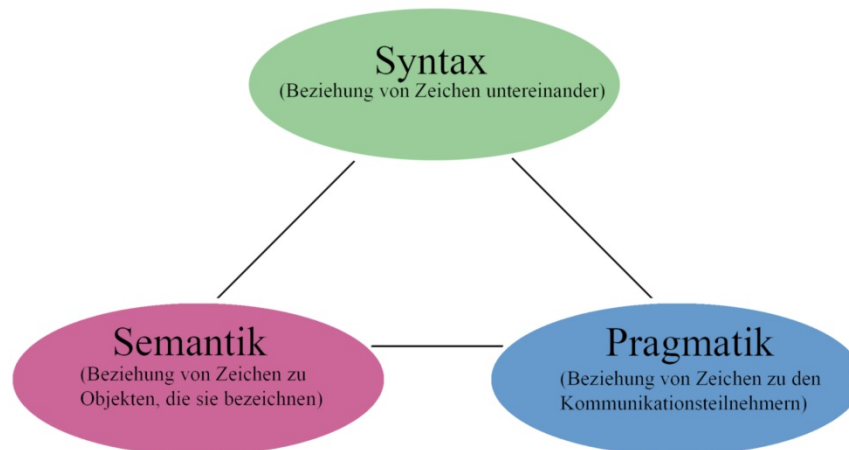 Syntax
(Beziehung von Zeichen untereinander)
Semantik
(Beziehung von Zeichen zu
Objekten, die sie bezeichnen)
Pragmatik
(Beziehung von Zeichen zu den
Kommunikationsteilnehmern)